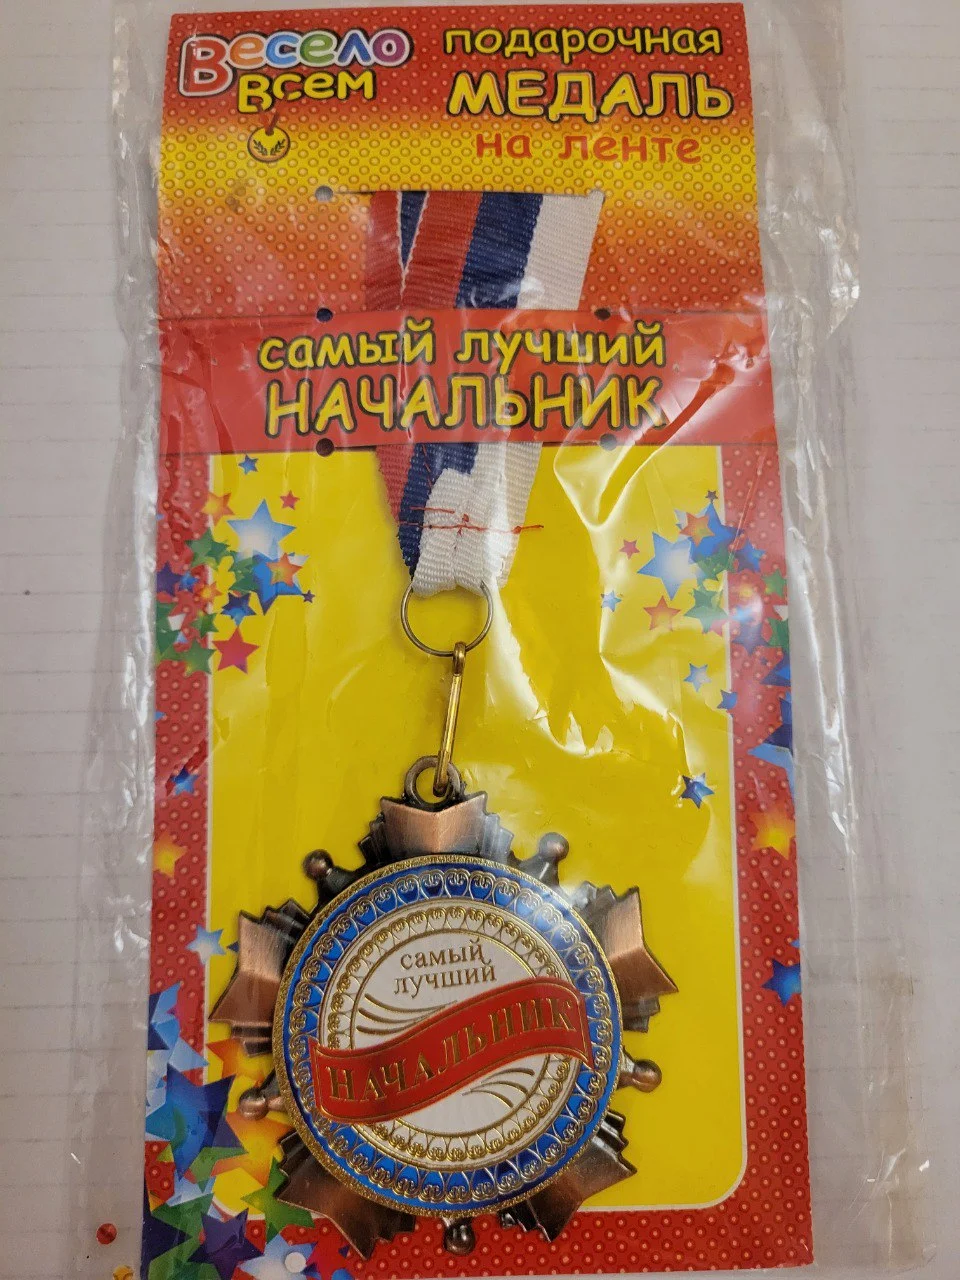 Весело
всем
подарочная
МЕДАЛЬ
на ленте
самый лучший
НАЧАЛЬНИК
самый
лучший
НАЧАЛЬНИК